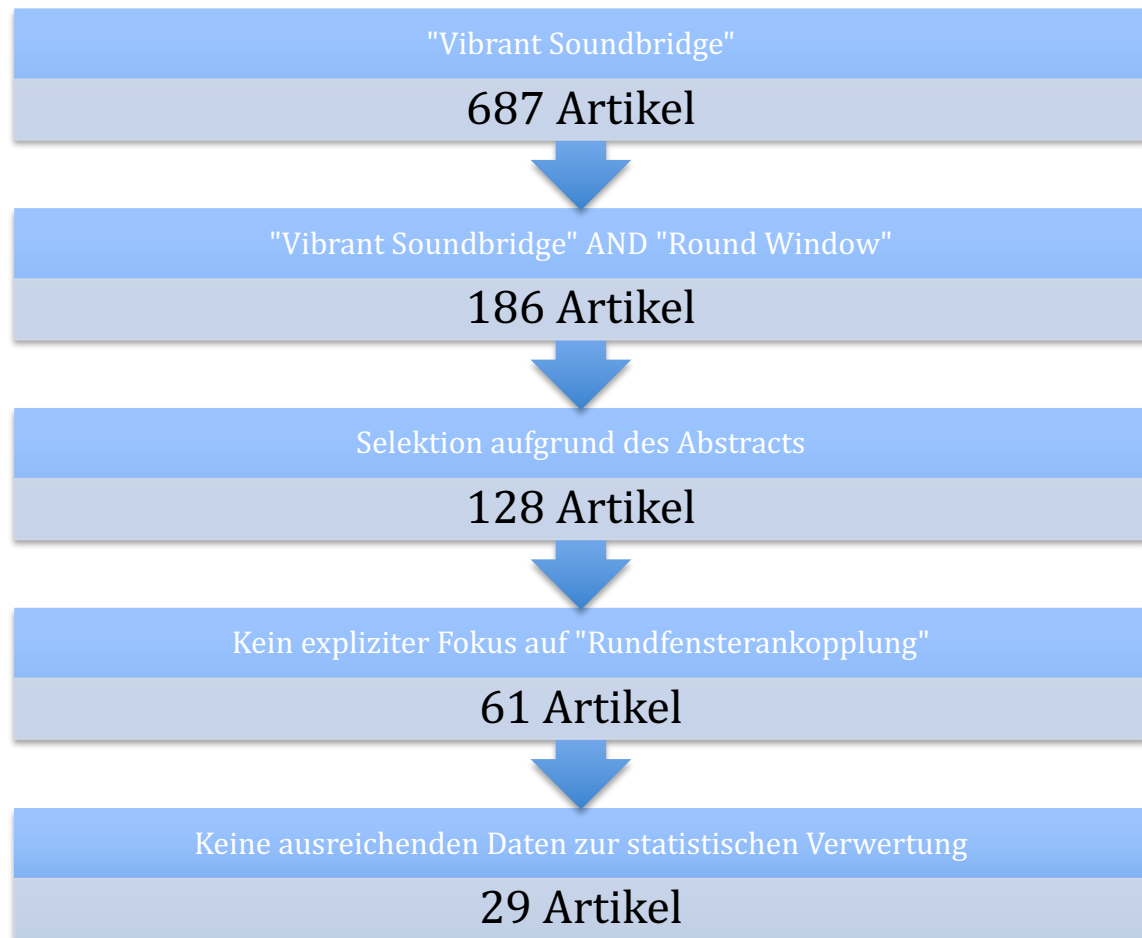 "Vibrant Soundbridge"
687 Artikel
"Vibrant Soundbridge" AND "Round Window"
186 Artikel
Selektion aufgrund des Abstracts
128 Artikel
Kein expliziter Fokus auf "Rundfensterankopplung"
61 Artikel
Keine ausreichenden Daten zur statistischen Verwertung
29 Artikel